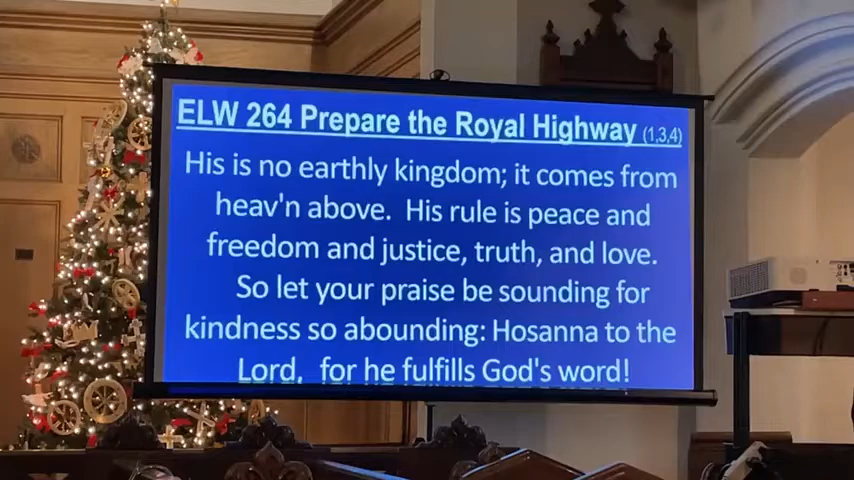 ELW 264 Prepare the Royal Highway (1,3,4)
His is no earthly kingdom; it comes from
heav'n above.  His rule is peace and
freedom and justice, truth, and love.
So let your praise be sounding for
kindness so abounding: Hosanna to the
Lord,  for he fulfills God's word!